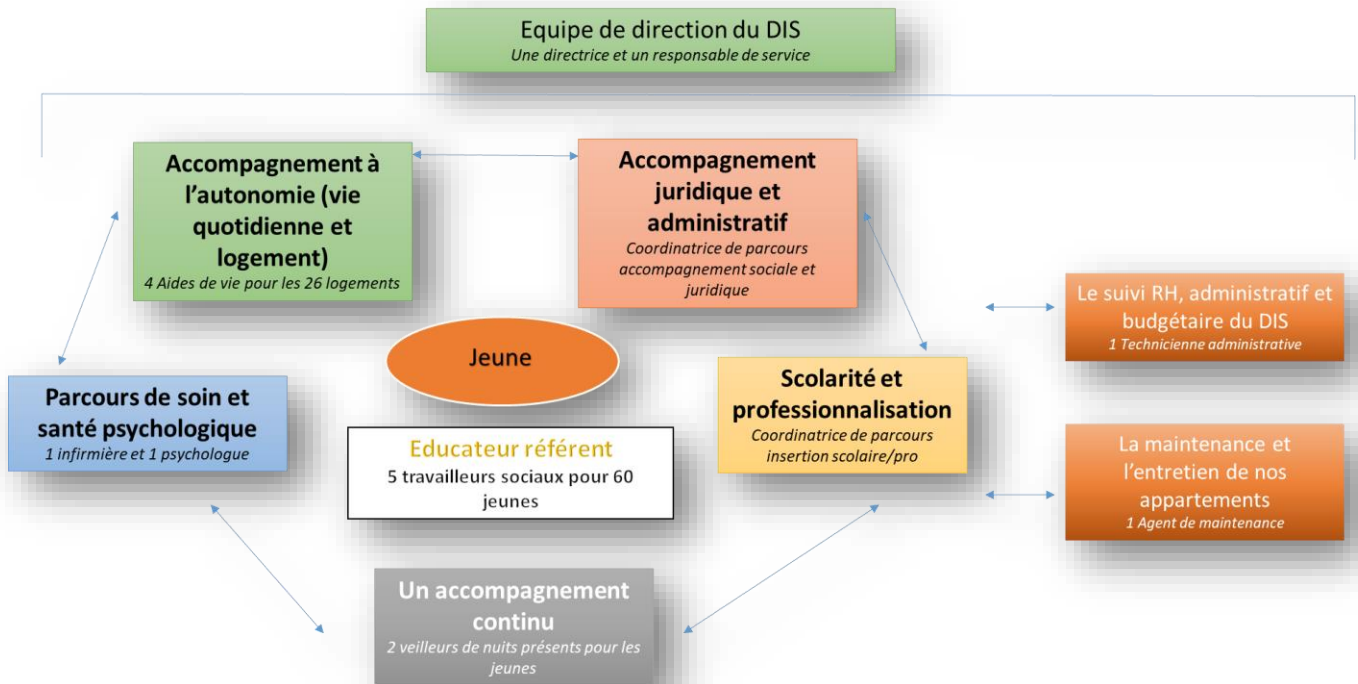 Equipe de direction du DIS
Une directrice et un responsable de service
Accompagnement à
l'autonomie (vie
quotidienne et
logement)
4 Aides de vie pour les 26 logements
Accompagnement
juridique et
administratif
Coordinatrice de parcours
accompagnement sociale et
juridique
Le suivi RH, administratif et
budgétaire du DIS
1 Technicienne administrative
Jeune
Parcours de soin et
santé psychologique
1 infirmière et 1 psychologue
Educateur référent
5 travailleurs sociaux pour 60
jeunes
Scolarité et
professionnalisation
Coordinatrice de parcours
insertion scolaire/pro
La maintenance et
l'entretien de nos
appartements
1 Agent de maintenance
Un accompagnement
continu
2 veilleurs de nuits présents pour les
jeunes